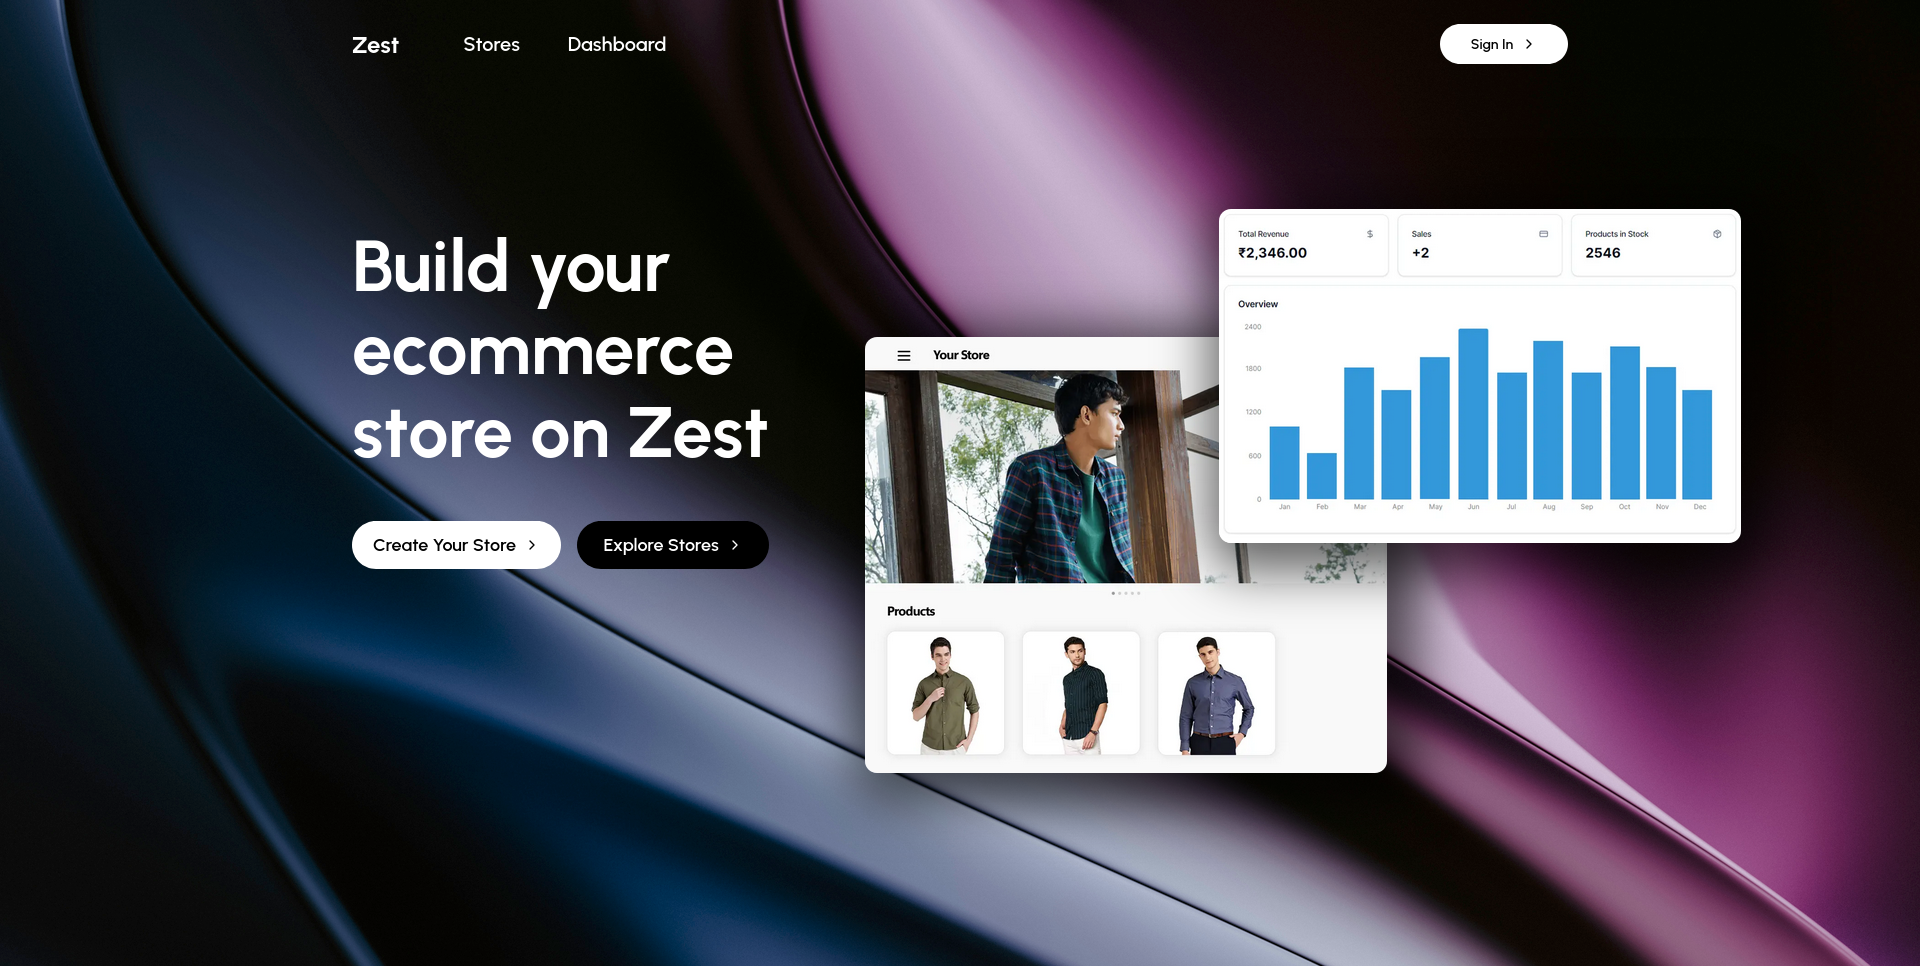 Zest
Stores
Dashboard
Sign In
Build your
ecommerce
store on Zest
Create Your Store
Explore Stores
Your Store
Products
Total Revenue
₹2,346.00
Sales
+2
Products in Stock
2546
Overview
2400
1800
1200
600
0
Jan Feb Mar Apr May Jun Jul Aug Sep Oct Nov Dec